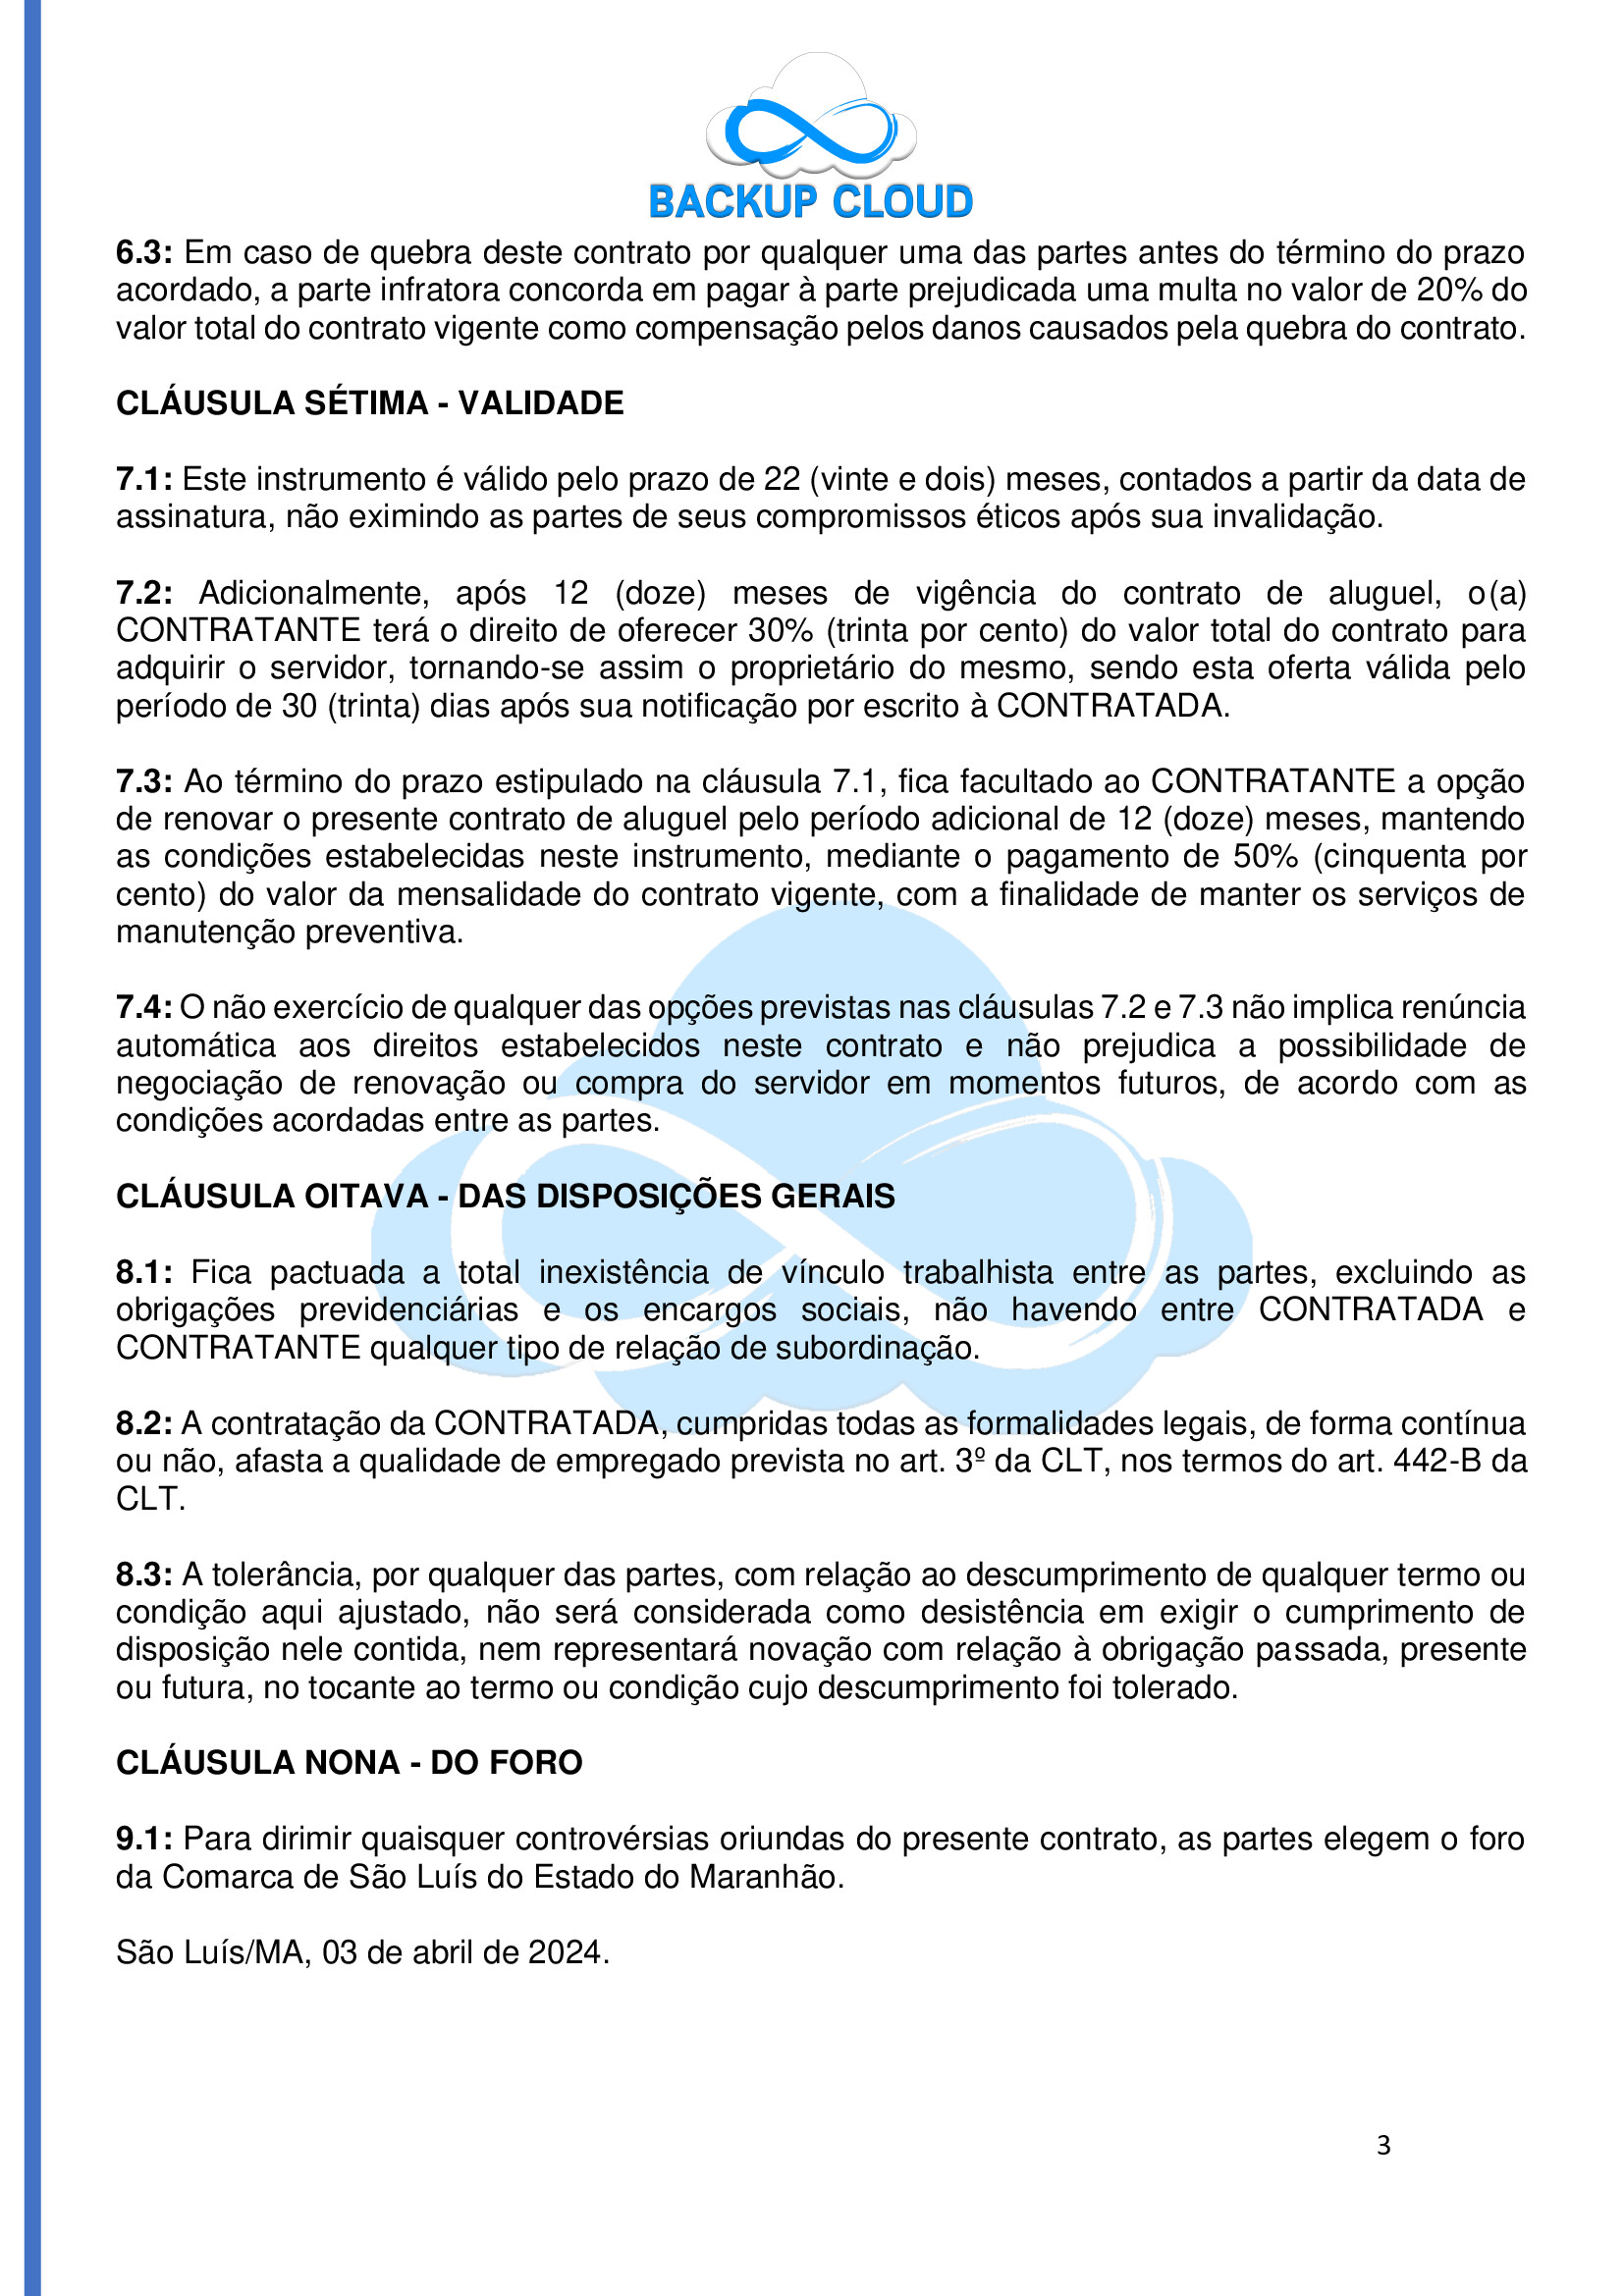 BACKUP CLOUD
6.3: Em caso de quebra deste contrato por qualquer uma das partes antes do término do prazo
acordado, a parte infratora concorda em pagar à parte prejudicada uma multa no valor de 20% do
valor total do contrato vigente como compensação pelos danos causados pela quebra do contrato.
CLÁUSULA SÉTIMA - VALIDADE
7.1: Este instrumento é válido pelo prazo de 22 (vinte e dois) meses, contados a partir da data de
assinatura, não eximindo as partes de seus compromissos éticos após sua invalidação.
7.2: Adicionalmente, após 12 (doze) meses de vigência do contrato de aluguel, o(a)
CONTRATANTE terá o direito de oferecer 30% (trinta por cento) do valor total do contrato para
adquirir o servidor, tornando-se assim o proprietário do mesmo, sendo esta oferta válida pelo
período de 30 (trinta) dias após sua notificação por escrito à CONTRATADA.
7.3: Ao término do prazo estipulado na cláusula 7.1, fica facultado ao CONTRATANTE a opção
de renovar o presente contrato de aluguel pelo período adicional de 12 (doze) meses, mantendo
as condições estabelecidas neste instrumento, mediante o pagamento de 50% (cinquenta por
cento) do valor da mensalidade do contrato vigente, com a finalidade de manter os serviços de
manutenção preventiva.
7.4: O não exercício de qualquer das opções previstas nas cláusulas 7.2 e 7.3 não implica renúncia
automática aos direitos estabelecidos neste contrato e não prejudica a possibilidade de
negociação de renovação ou compra do servidor em momentos futuros, de acordo com as
condições acordadas entre as partes.
CLÁUSULA OITAVA - DAS DISPOSIÇÕES GERAIS
8.1: Fica pactuada a total inexistência de vínculo trabalhista entre as partes, excluindo as
obrigações previdenciárias e os encargos sociais, não havendo entre CONTRATADA e
CONTRATANTE qualquer tipo de relação de subordinação.
8.2: A contratação da CONTRATADA, cumpridas todas as formalidades legais, de forma contínua
ou não, afasta a qualidade de empregado prevista no art. 3º da CLT, nos termos do art. 442-B da
CLT.
8.3: A tolerância, por qualquer das partes, com relação ao descumprimento de qualquer termo ou
condição aqui ajustado, não será considerada como desistência em exigir o cumprimento de
disposição nele contida, nem representará novação com relação à obrigação passada, presente
ou futura, no tocante ao termo ou condição cujo descumprimento foi tolerado.
CLÁUSULA NONA - DO FORO
9.1: Para dirimir quaisquer controvérsias oriundas do presente contrato, as partes elegem o foro
da Comarca de São Luís do Estado do Maranhão.
São Luís/MA, 03 de abril de 2024.
3